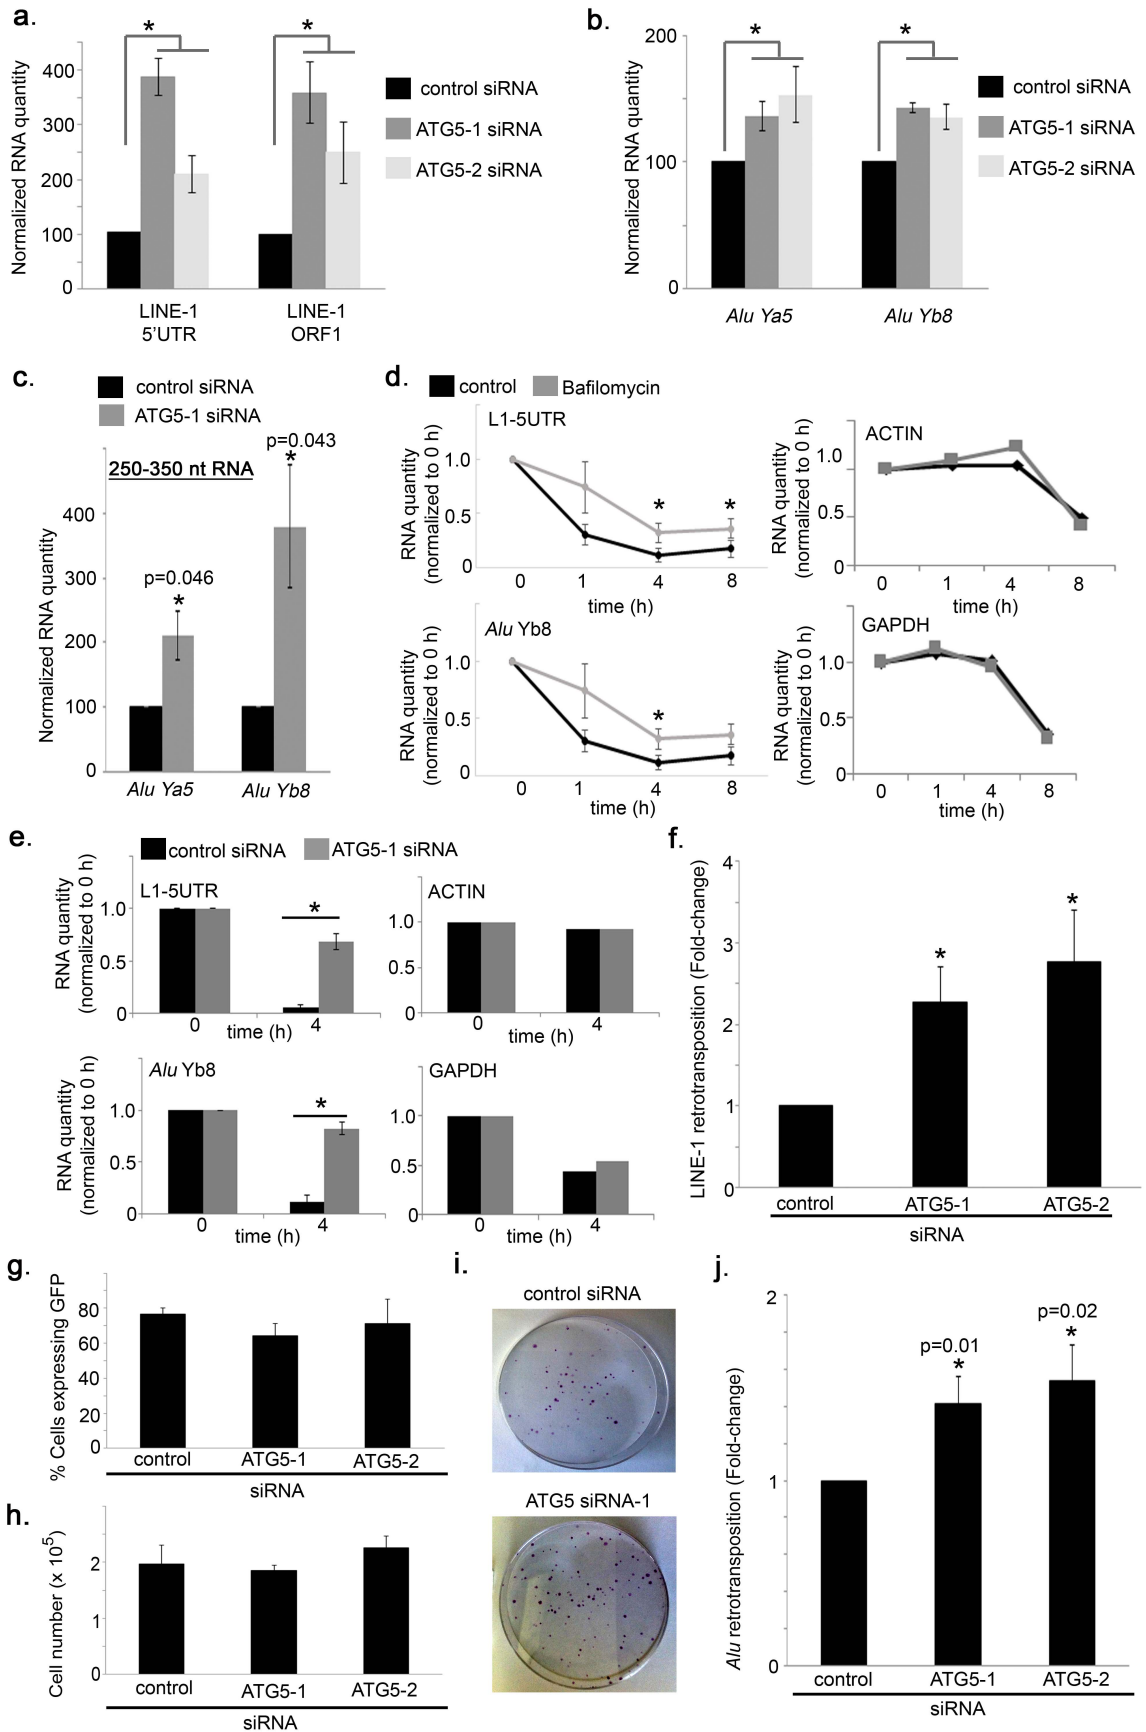 a.
*
*
Normalized RNA quantity
400
300
200
100
0
LINE-1
5'UTR
LINE-1
ORF1
control siRNA
ATG5-1 siRNA
ATG5-2 siRNA
b.
*
*
Normalized RNA quantity
200
100
0
Alu Ya5
Alu Yb8
control siRNA
ATG5-1 siRNA
ATG5-2 siRNA
c.
control siRNA
ATG5-1 siRNA
250-350 nt RNA
p=0.043
*
p=0.046
*
Normalized RNA quantity
400
300
200
100
0
Alu Ya5
Alu Yb8
d.
control
Bafilomycin
L1-5UTR
RNA quantity
(normalized to 0 h)
1.0
0.5
0
*
*
0 1 4 8
time (h)
ACTIN
RNA quantity
(normalized to 0 h)
1.0
0.5
0
0 1 4 8
time (h)
Alu Yb8
RNA quantity
(normalized to 0 h)
1.0
0.5
0
*
0 1 4 8
time (h)
GAPDH
RNA quantity
(normalized to 0 h)
1.0
0.5
0
0 1 4 8
time (h)
e.
control siRNA
ATG5-1 siRNA
L1-5UTR
RNA quantity
(normalized to 0 h)
1.0
0.5
0
*
0 4
time (h)
ACTIN
1.0
0.5
0
0 4
time (h)
Alu Yb8
RNA quantity
(normalized to 0 h)
1.0
0.5
0
*
0 4
time (h)
GAPDH
1.0
0.5
0
0 4
time (h)
f.
LINE-1 retrotransposition (Fold-change)
4
3
2
1
0
*
*
control ATG5-1 ATG5-2
siRNA
g.
% Cells expressing GFP
80
60
40
20
0
control ATG5-1 ATG5-2
siRNA
h.
Cell number (x 10⁵)
2
1
0
control ATG5-1 ATG5-2
siRNA
i.
control siRNA
ATG5 siRNA-1
j.
Alu retrotransposition (Fold-change)
2
1
0
p=0.01
*
p=0.02
*
control ATG5-1 ATG5-2
siRNA